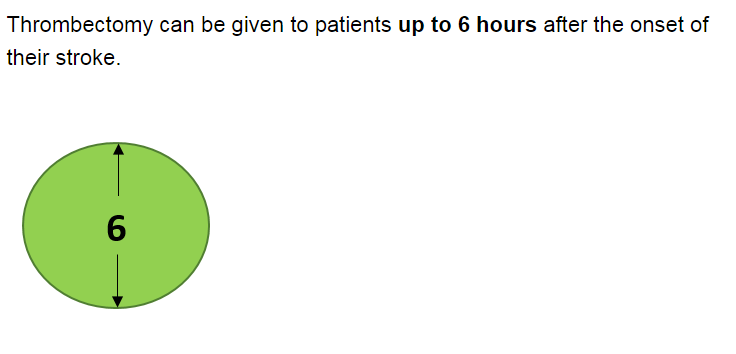 Thrombectomy can be given to patients up to 6 hours after the onset of
their stroke.
6